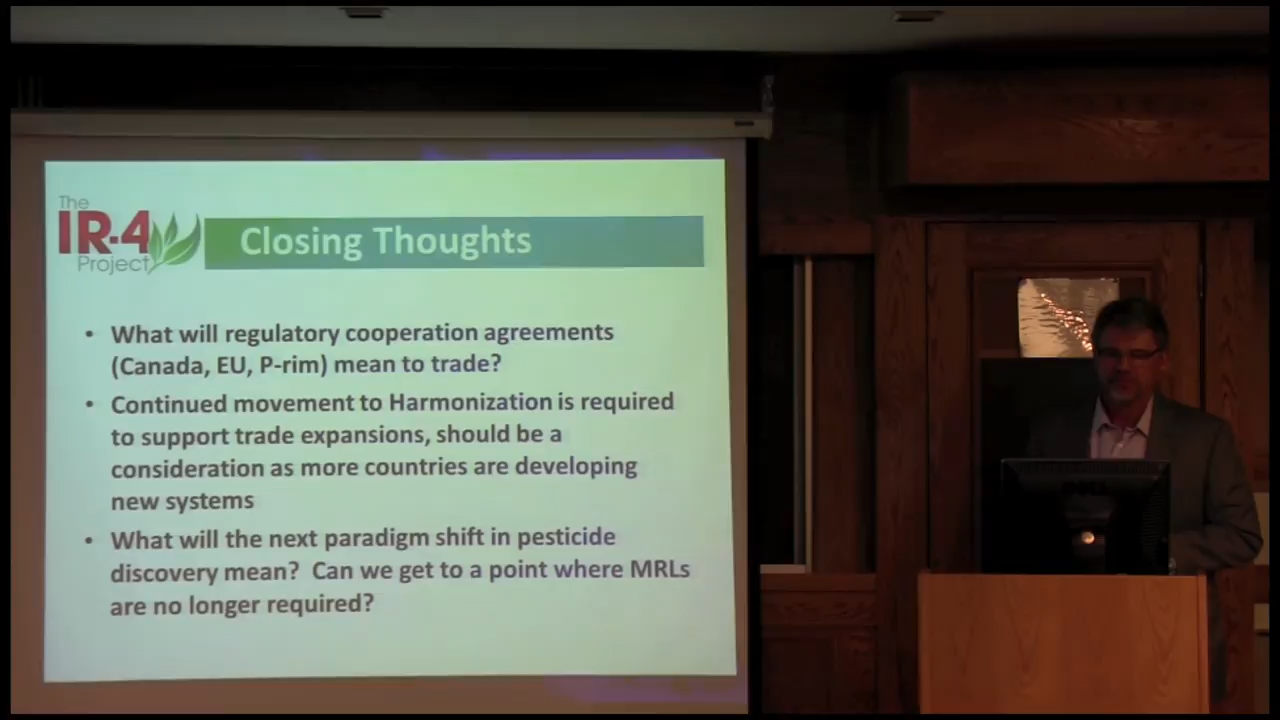 The
IR-4
Project
Closing Thoughts
• What will regulatory cooperation agreements
(Canada, EU, P-rim) mean to trade?
• Continued movement to Harmonization is required
to support trade expansions, should be a
consideration as more countries are developing
new systems
• What will the next paradigm shift in pesticide
discovery mean? Can we get to a point where MRLs
are no longer required?
DELL